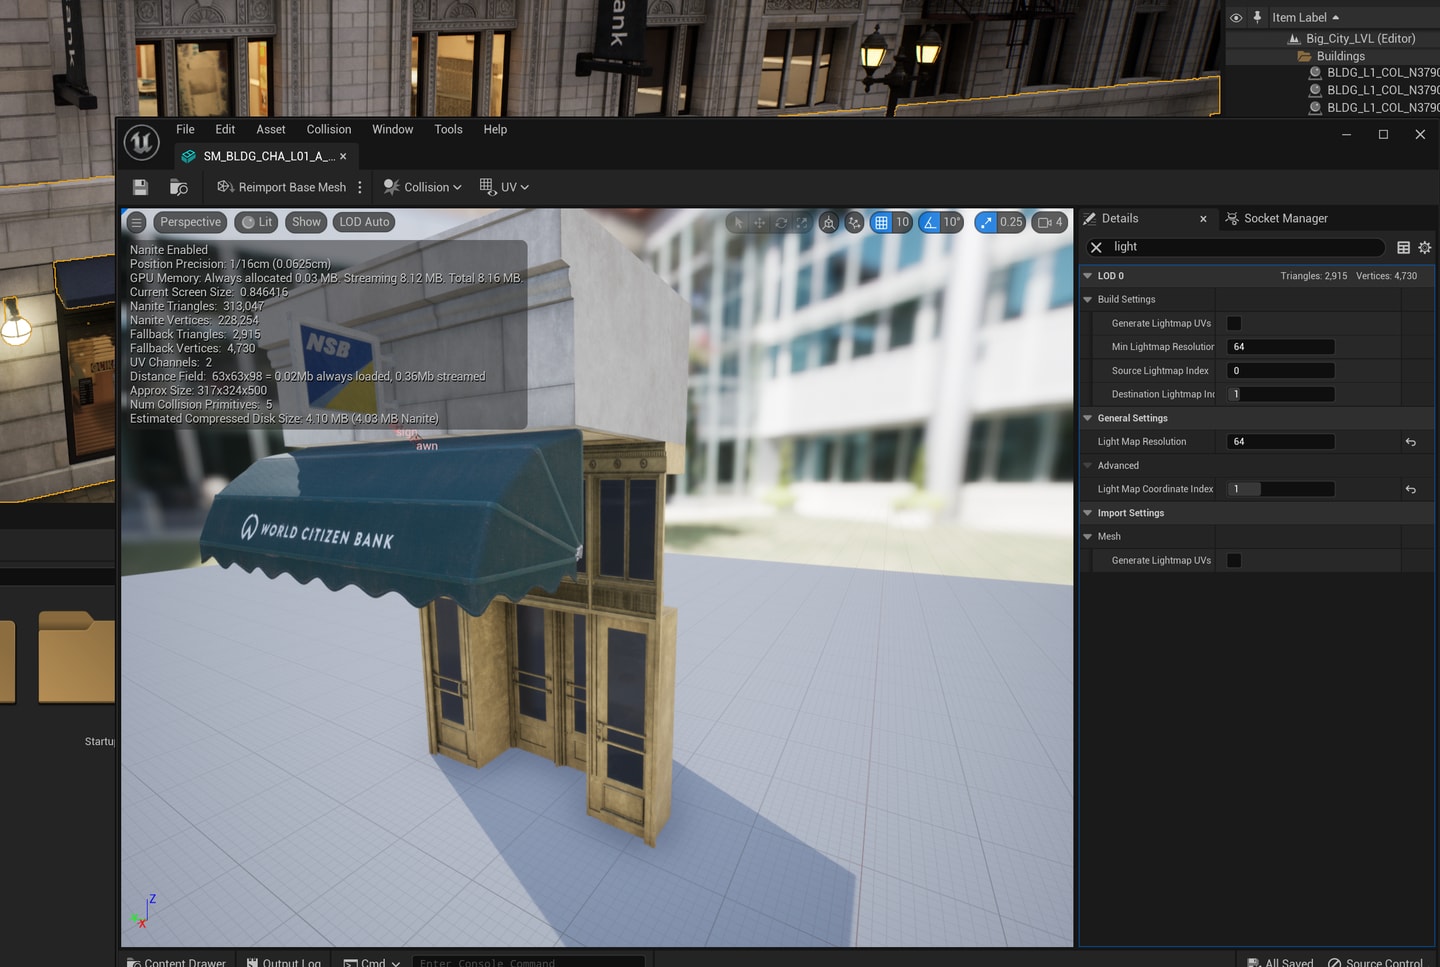 ank
ank
Item Label
Big_City_LVL (Editor)
Buildings
BLDG_L1_COL_N3790
BLDG_L1_COL_N3790
BLDG_L1_COL_N3790
File Edit Asset Collision Window Tools Help
SM_BLDG_CHA_L01_A_...
Reimport Base Mesh
Collision
UV
Perspective
Lit
Show
LOD Auto
10
10°
0.25
4
Nanite Enabled
Position Precision: 1/16cm (0.0625cm)
GPU Memory: Always allocated 0.03 MB Streaming 8.12 MB. Total 8.16 MB.
Current Screen Size: 0.846416
Nanite Triangles: 313,047
Nanite Vertices: 228,254
Fallback Triangles: 2,915
Fallback Vertices: 4,730
UV Channels: 2
Distance Field: 63x63x98 = 0.02Mb always loaded, 0.36Mb streamed
Approx Size: 317x324x500
Num Collision Primitives: 5
Estimated Compressed Disk Size: 4.10 MB (4.03 MB Nanite)
NSB
sign
awn
WORLD CITIZEN BANK
Z
X
Details
Socket Manager
light
LOD 0 Triangles: 2,915 Vertices: 4,730
Build Settings
Generate Lightmap UVs
Min Lightmap Resolution 64
Source Lightmap Index 0
Destination Lightmap Ind 1
General Settings
Light Map Resolution 64
Advanced
Light Map Coordinate Index 1
Import Settings
Mesh
Generate Lightmap UVs
Startu
Content Drawer
Output Log
Cmd
Enter Console Command
All Saved
Source Control